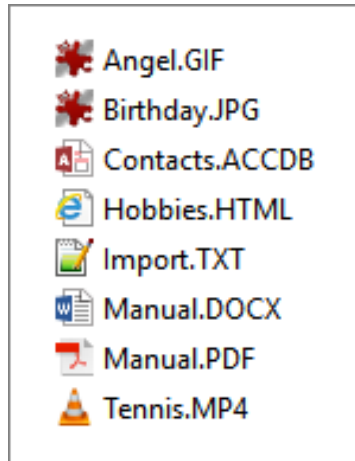 Angel.GIF
Birthday.JPG
Contacts.ACCDB
Hobbies.HTML
Import.TXT
Manual.DOCX
Manual.PDF
Tennis.MP4